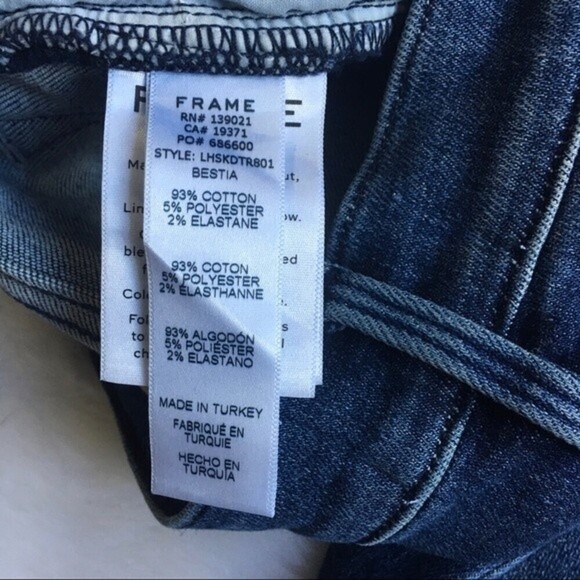 FRAME
RN# 139021
CA# 19371
PO# 686600
STYLE: LHSKDTR801
BESTIA
93% COTTON
5% POLYESTER
2% ELASTANE
93% COTON
5% POLYESTER
2% ELASTHANNE
93% ALGODÓN
5% POLIÉSTER
2% ELASTANO
MADE IN TURKEY
FABRIQUÉ EN
TURQUIE
HECHO EN
TURQUÍA